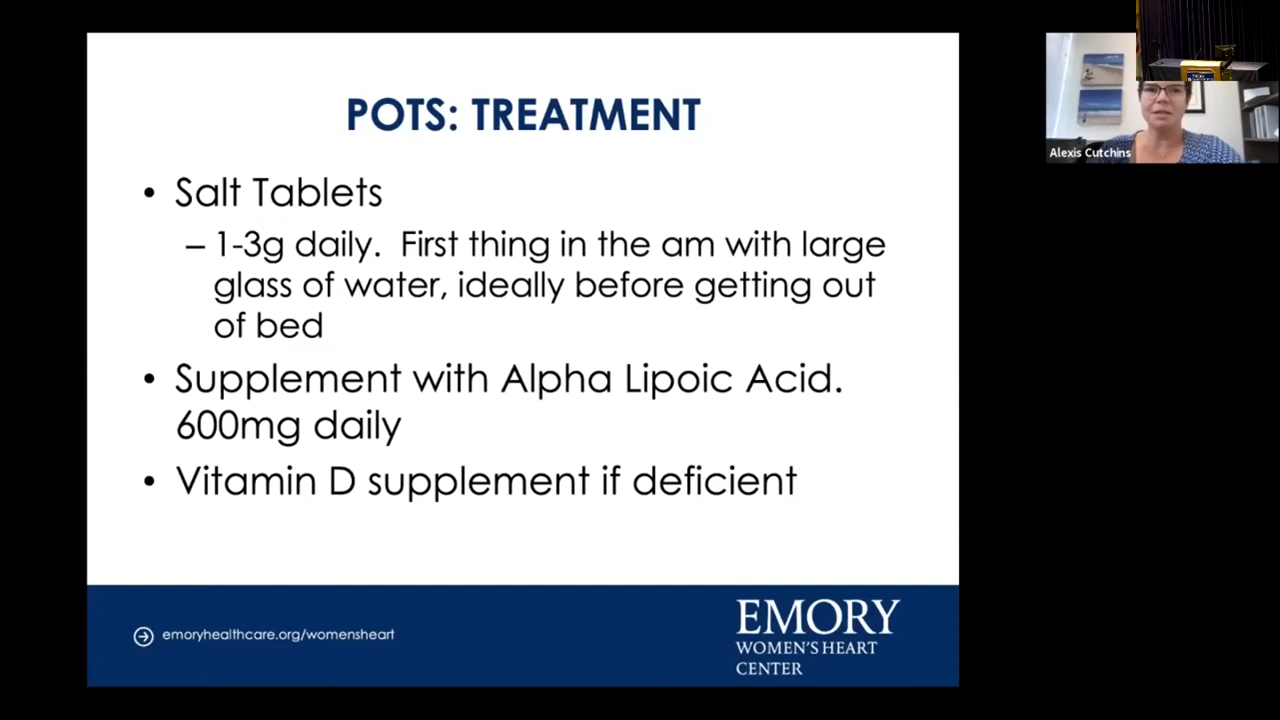 POTS: TREATMENT
• Salt Tablets
– 1-3g daily.  First thing in the am with large
glass of water, ideally before getting out
of bed
• Supplement with Alpha Lipoic Acid.
600mg daily
• Vitamin D supplement if deficient
emoryhealthcare.org/womensheart
EMORY
WOMEN'S HEART
CENTER
Alexis Cutchins